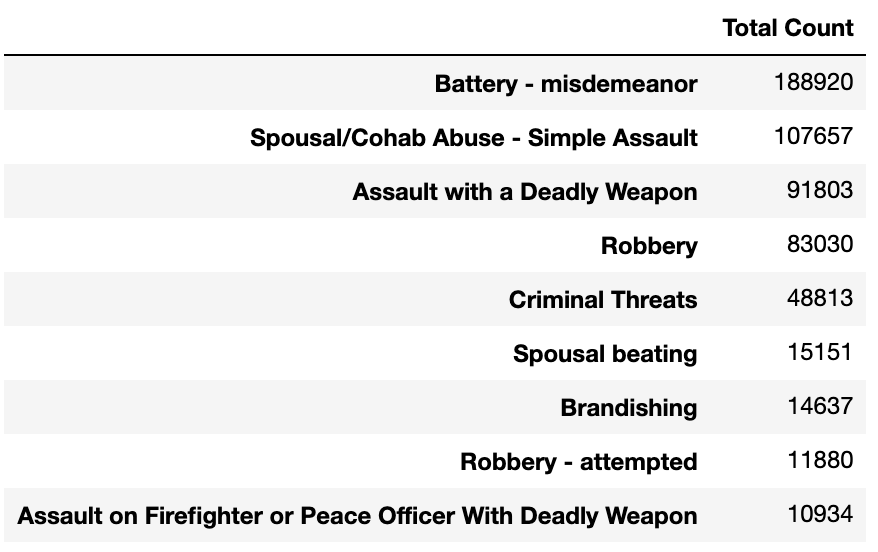 Total Count
Battery - misdemeanor 188920
Spousal/Cohab Abuse - Simple Assault 107657
Assault with a Deadly Weapon 91803
Robbery 83030
Criminal Threats 48813
Spousal beating 15151
Brandishing 14637
Robbery - attempted 11880
Assault on Firefighter or Peace Officer With Deadly Weapon 10934